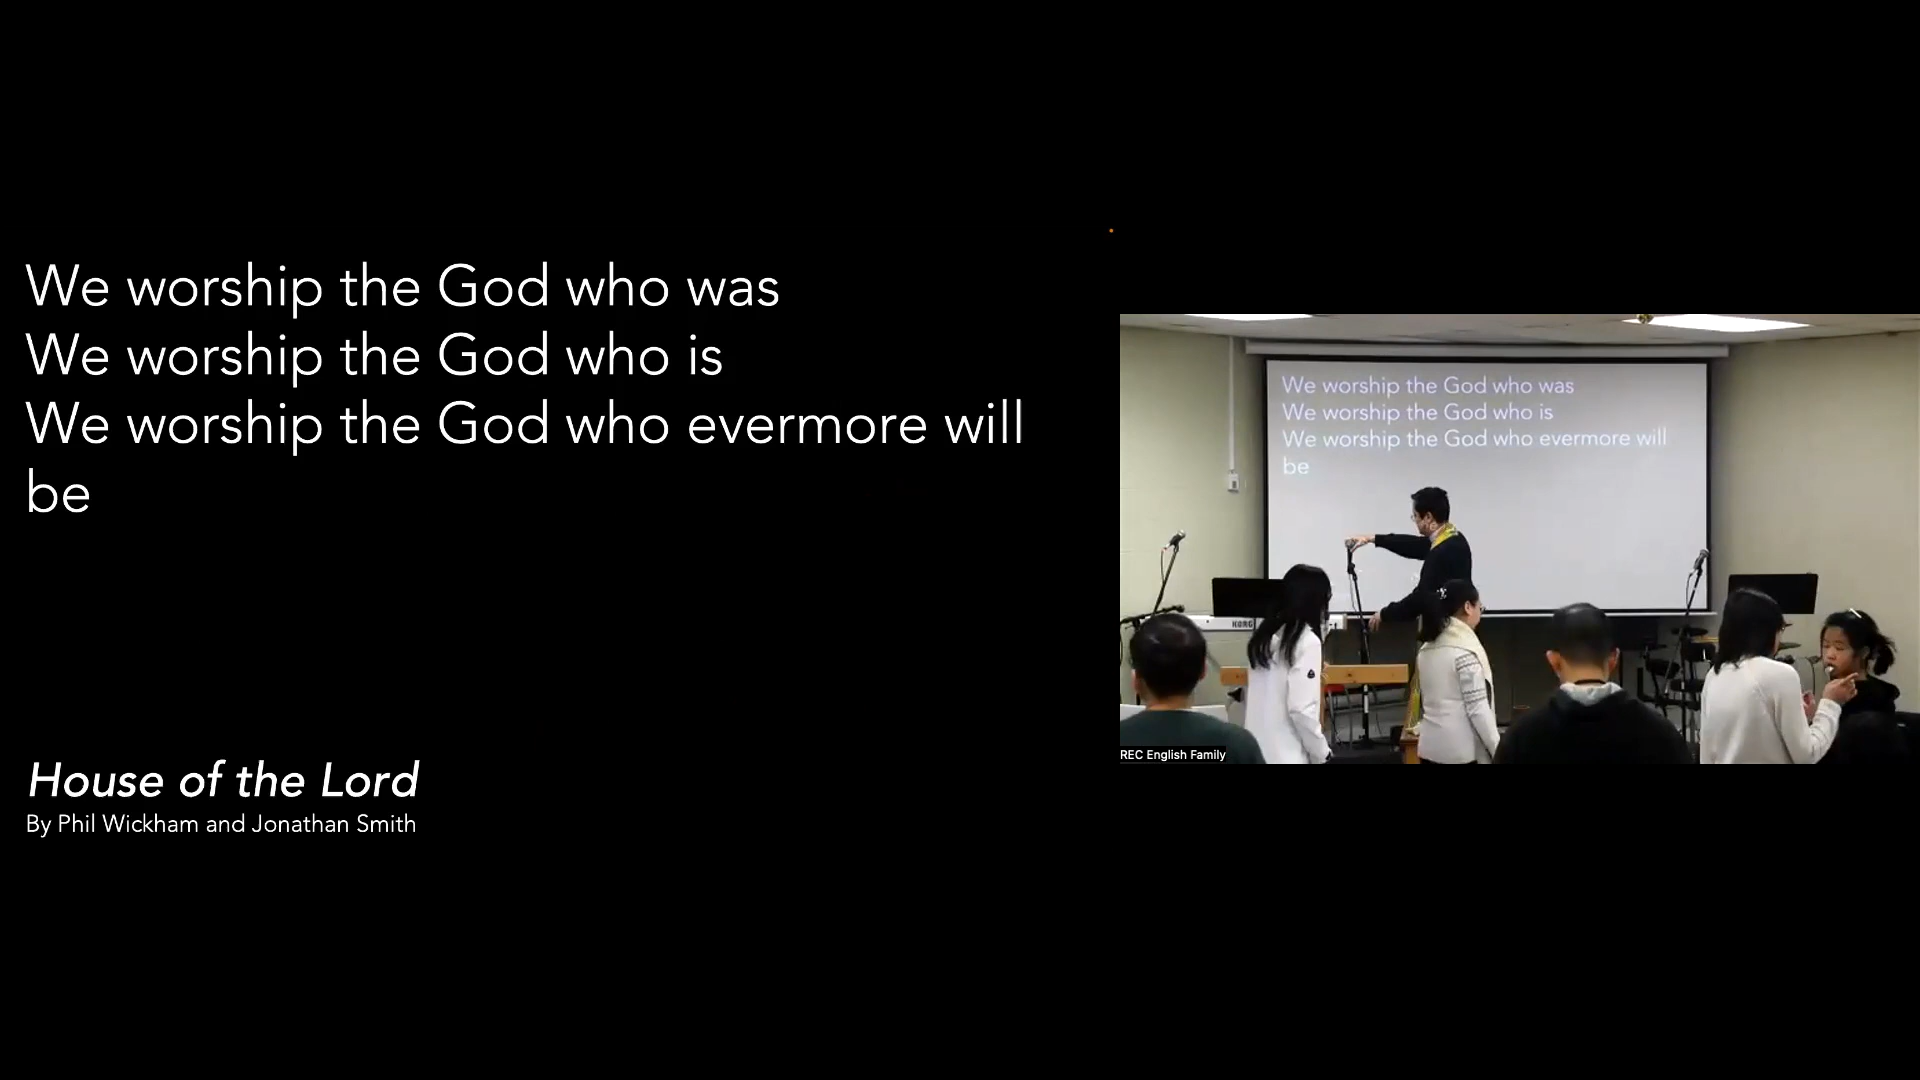 We worship the God who was
We worship the God who is
We worship the God who evermore will
be
House of the Lord
By Phil Wickham and Jonathan Smith
We worship the God who was
We worship the God who is
We worship the God who evermore will
be
KORG
REC English Family